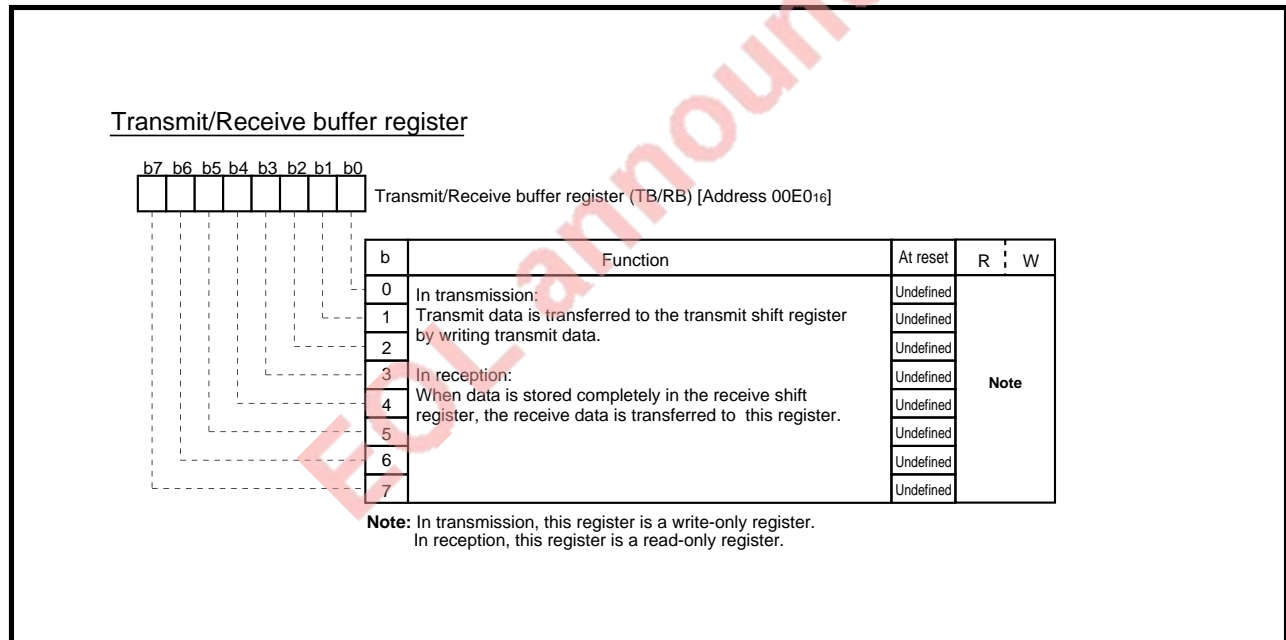 Transmit/Receive buffer register
b7 b6 b5 b4 b3 b2 b1 b0
Transmit/Receive buffer register (TB/RB) [Address 00E016]
b Function At reset R W
0 In transmission: Undefined
1 Transmit data is transferred to the transmit shift register Undefined
2 by writing transmit data. Undefined
3 In reception: Undefined Note
4 When data is stored completely in the receive shift Undefined
5 register, the receive data is transferred to this register. Undefined
6 Undefined
7 Undefined
Note: In transmission, this register is a write-only register.
In reception, this register is a read-only register.
EOL announ